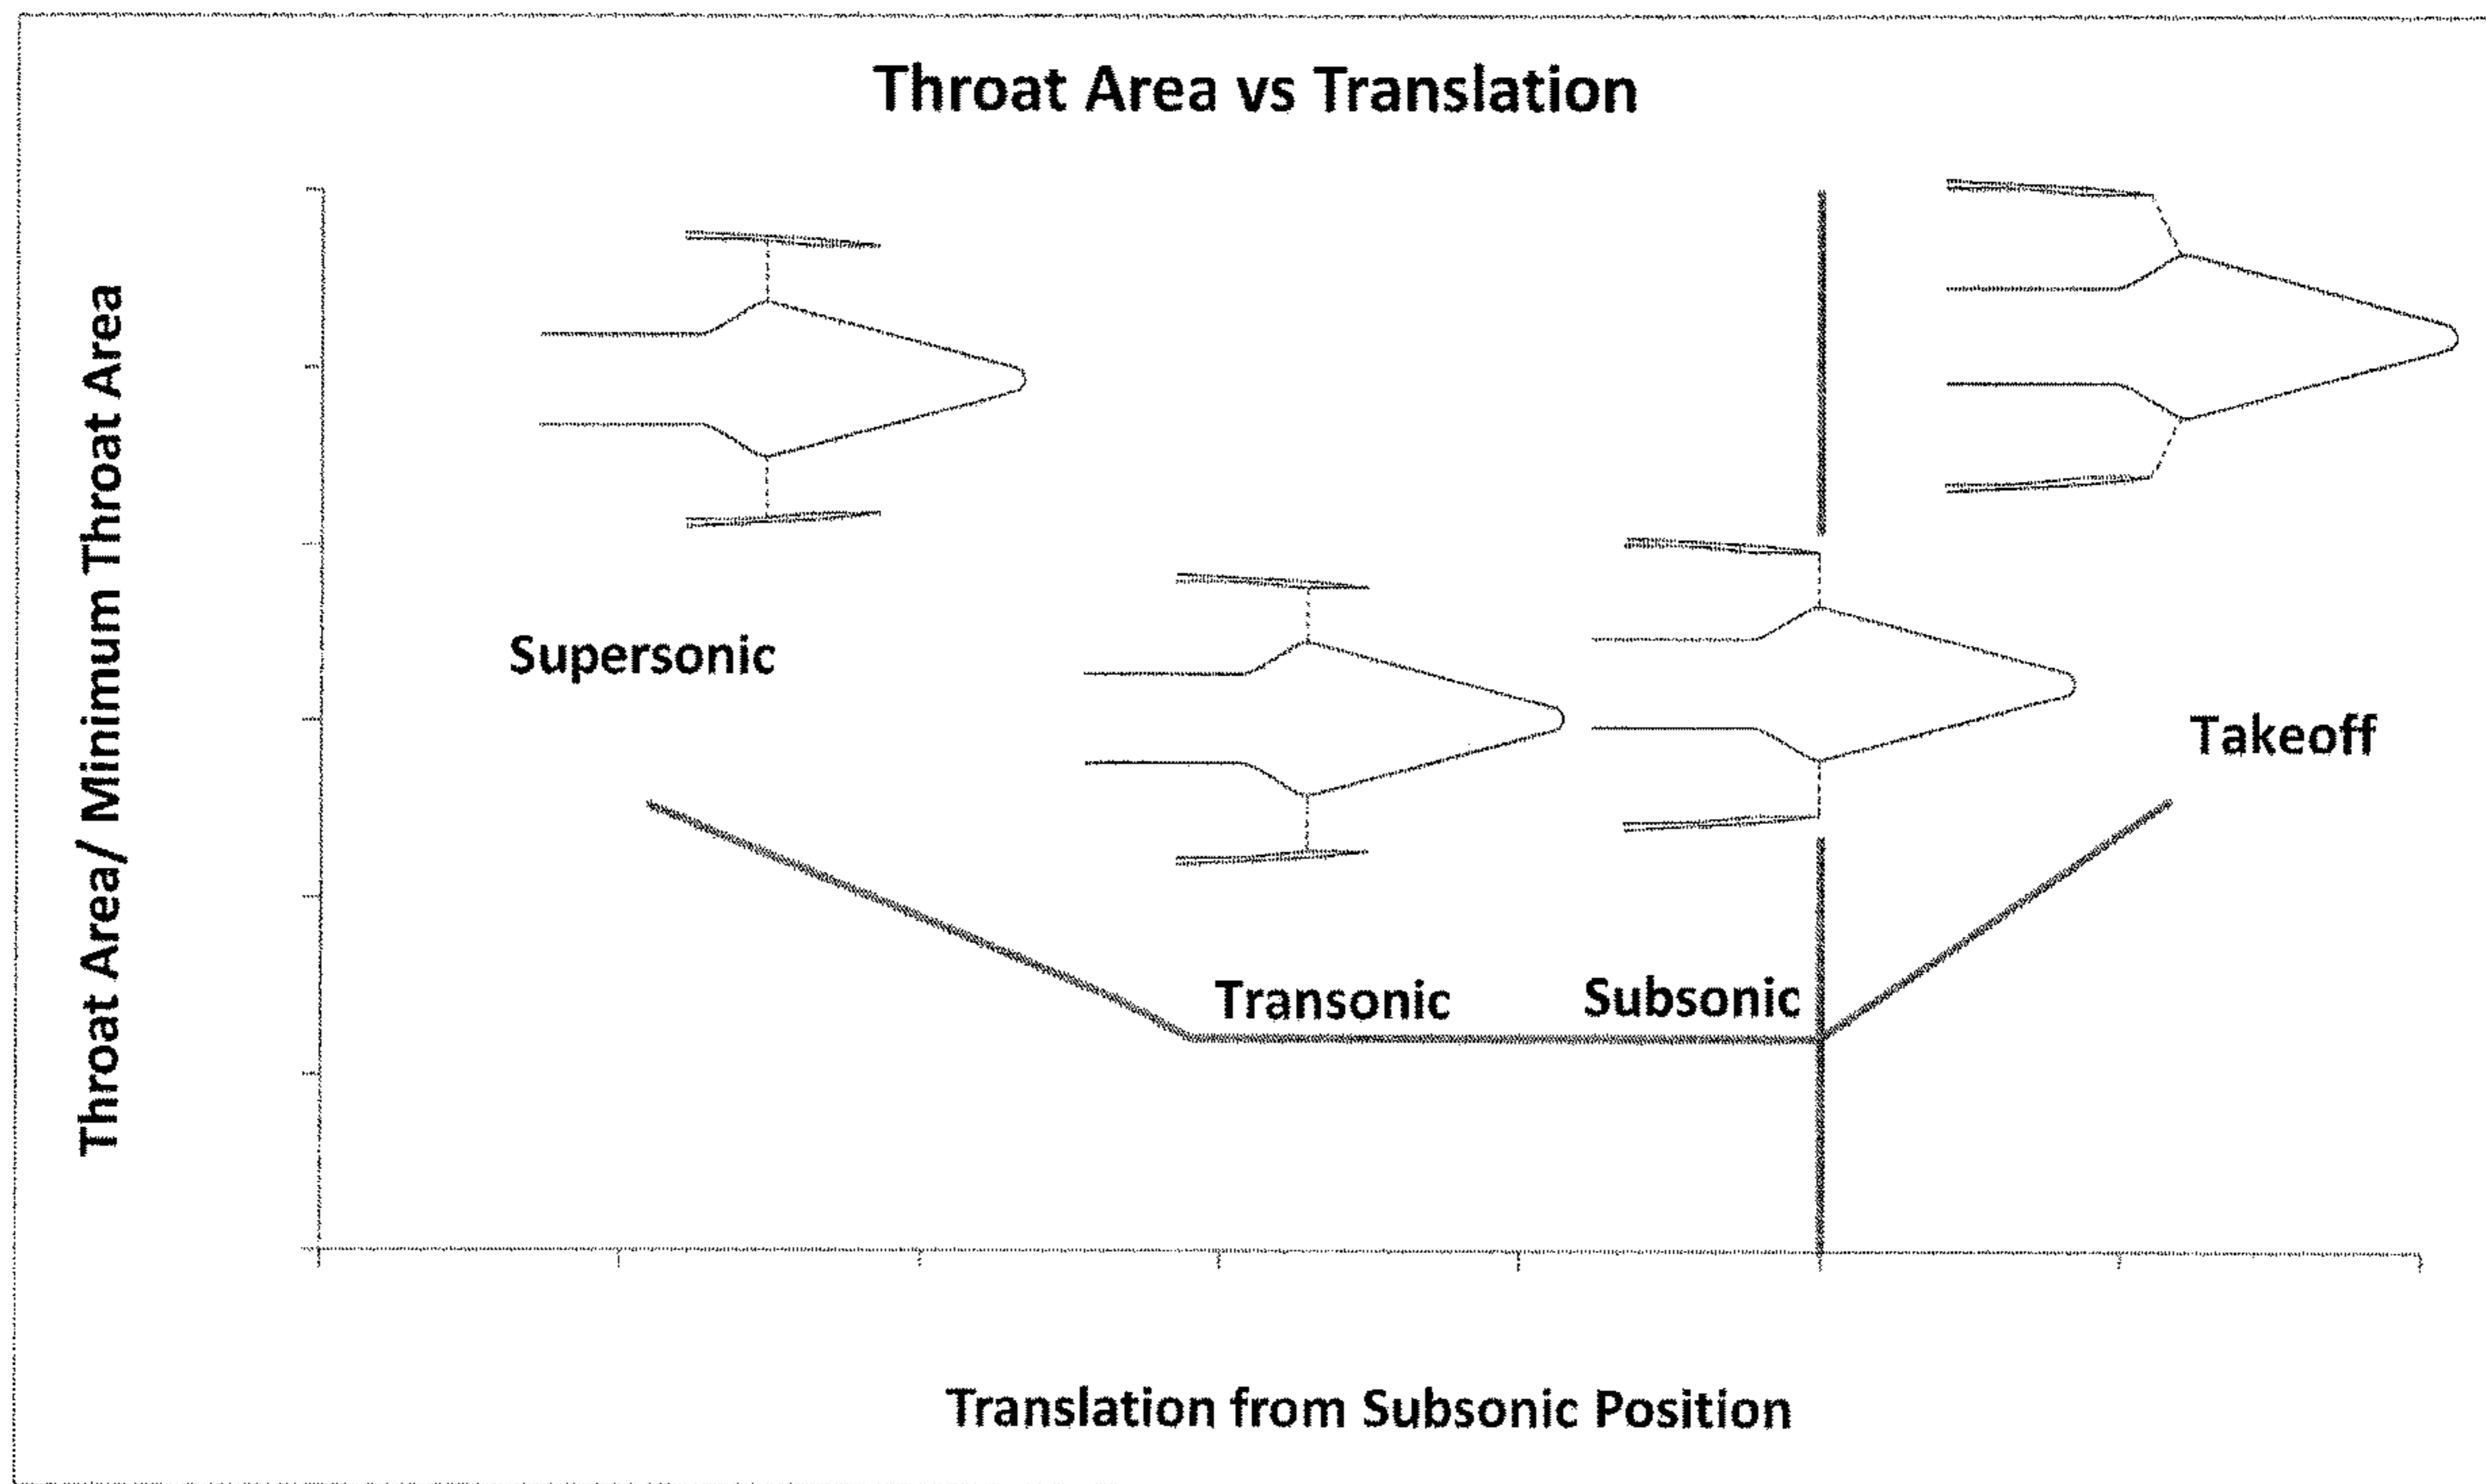 Throat Area vs Translation
Throat Area/ Minimum Throat Area
Supersonic
Takeoff
Transonic
Subsonic
Translation from Subsonic Position